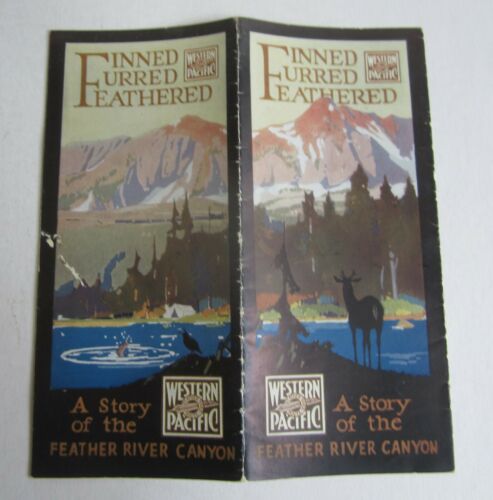 FINNED
FURRED
FEATHERED
WESTERN
PACIFIC
WESTERN
PACIFIC
A Story
of the
FEATHER RIVER CANYON
FINNED
FURRED
FEATHERED
WESTERN
PACIFIC
WESTERN
PACIFIC
A Story
of the
FEATHER RIVER CANYON